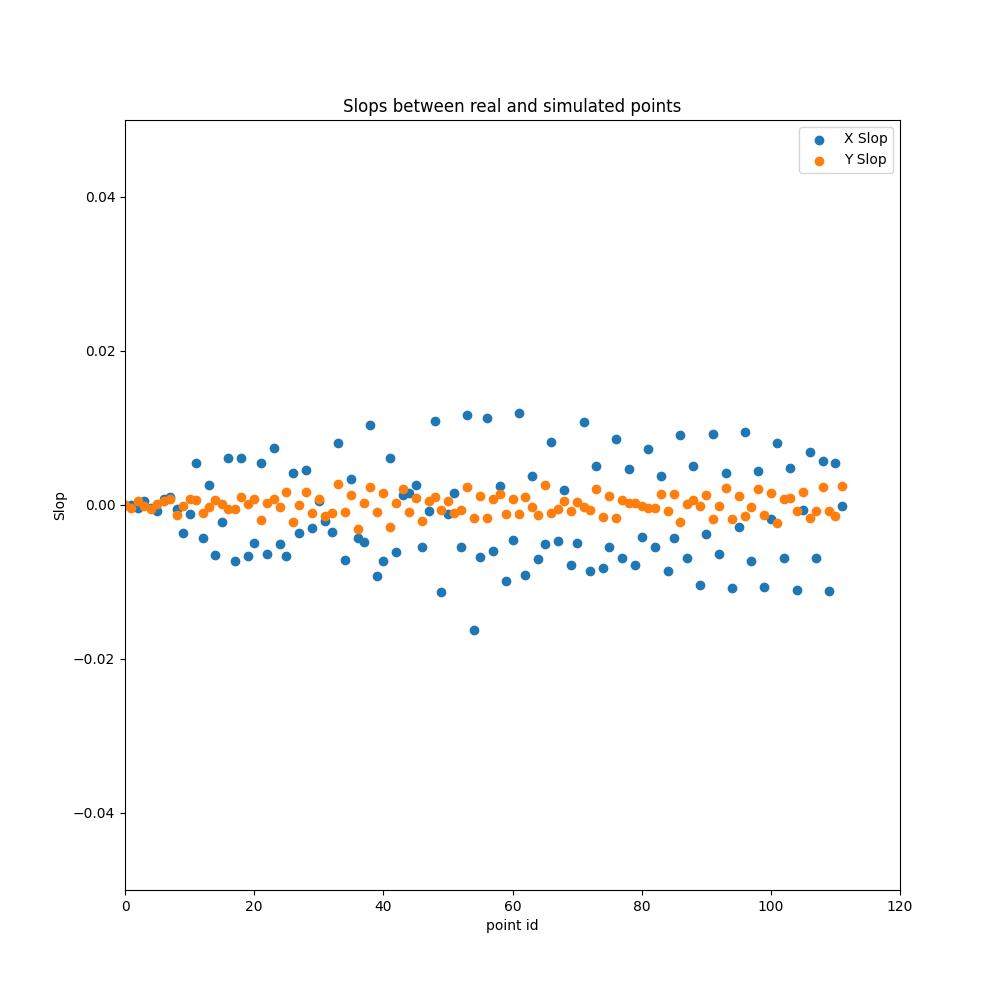 Slops between real and simulated points
X Slop
Y Slop
0.04
0.02
0.00
−0.02
−0.04
Slop
0 20 40 60 80 100 120
point id